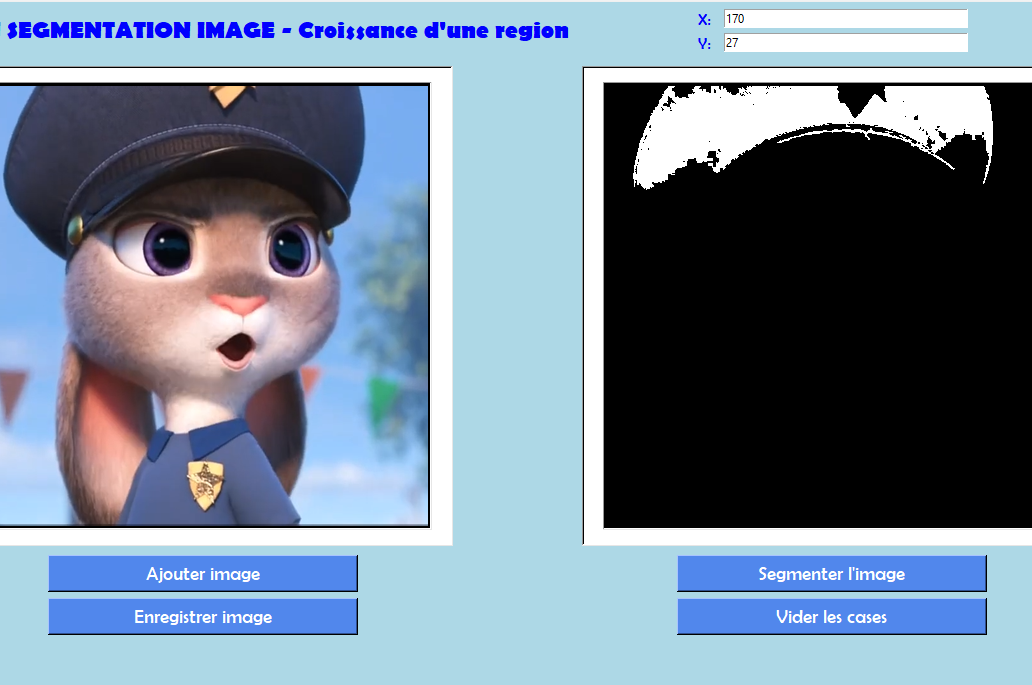 SEGMENTATION IMAGE - Croissance d'une region
X: 170
Y: 27
Ajouter image
Segmenter l'image
Enregistrer image
Vider les cases